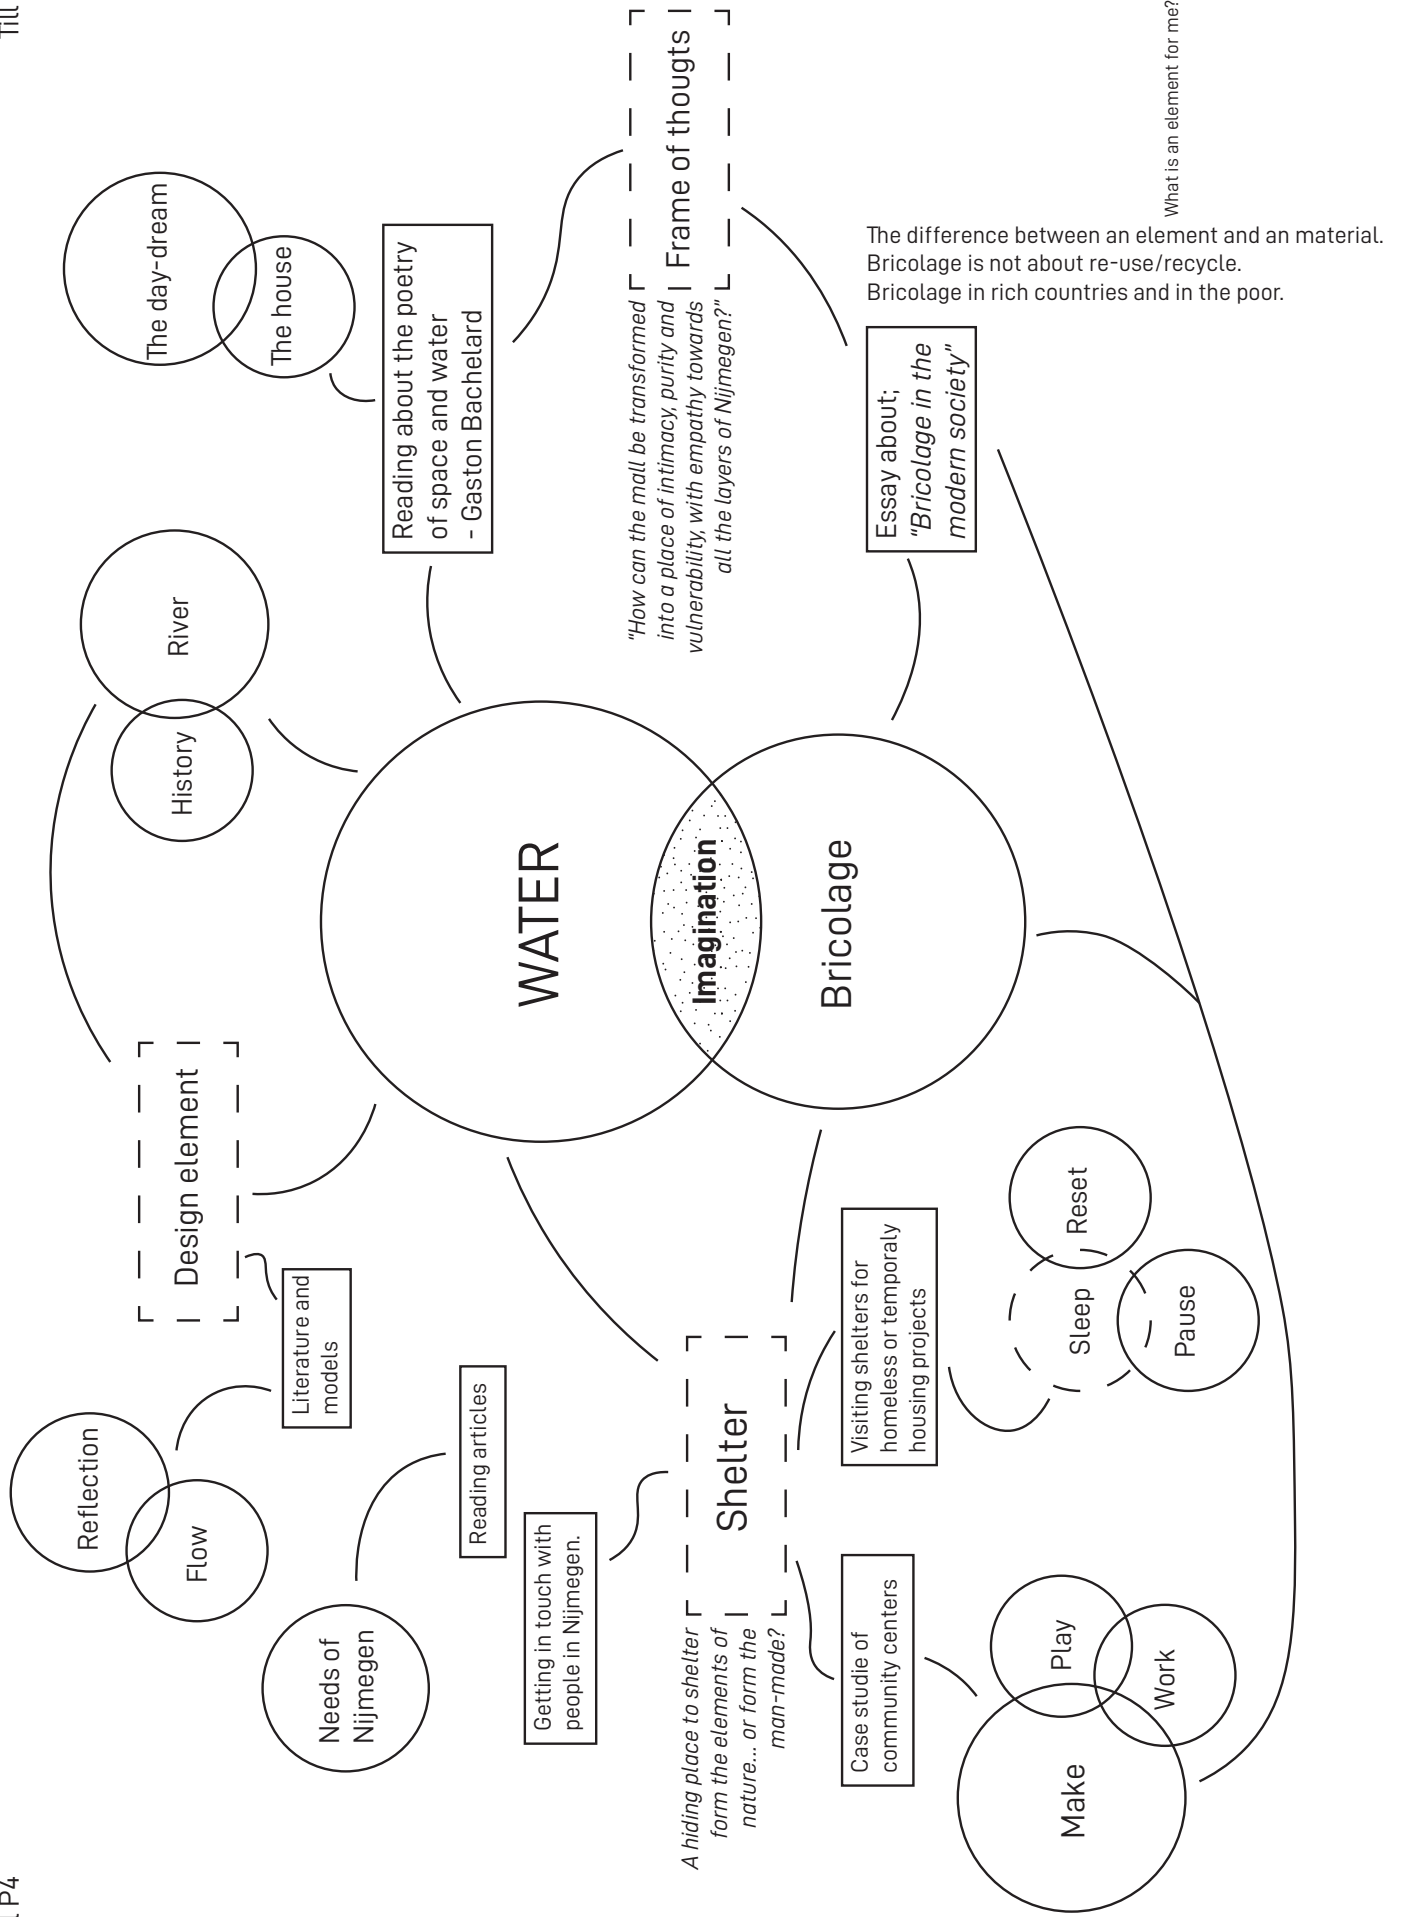 Till
P4
Reflection
Flow
Design element
Literature and
models
History
River
The day-dream
The house
Needs of
Nijmegen
Reading articles
Getting in touch with
people in Nijmegen.
Reading about the poetry
of space and water
- Gaston Bachelard
WATER
Imagination
Bricolage
Frame of thougts
"How can the mall be transformed
into a place of intimacy, purity and
vulnerability, with empathy towards
all the layers of Nijmegen?"
Shelter
A hiding place to shelter
form the elements of
nature... or form the
man-made?
Visiting shelters for
homeless or temporaly
housing projects
Case studie of
community centers
Essay about;
"Bricolage in the
modern society"
The difference between an element and an material.
Bricolage is not about re-use/recycle.
Bricolage in rich countries and in the poor.
What is an element for me?
Sleep
Reset
Pause
Play
Work
Make